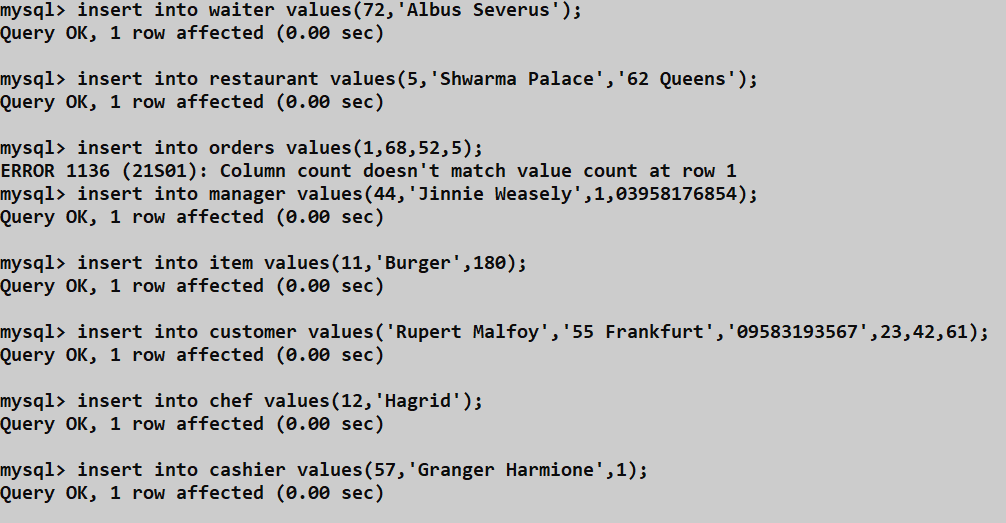 mysql> insert into waiter values(72,'Albus Severus');
Query OK, 1 row affected (0.00 sec)
mysql> insert into restaurant values(5,'Shwarma Palace','62 Queens');
Query OK, 1 row affected (0.00 sec)
mysql> insert into orders values(1,68,52,5);
ERROR 1136 (21S01): Column count doesn't match value count at row 1
mysql> insert into manager values(44,'Jinnie Weasely',1,03958176854);
Query OK, 1 row affected (0.00 sec)
mysql> insert into item values(11,'Burger',180);
Query OK, 1 row affected (0.00 sec)
mysql> insert into customer values('Rupert Malfoy','55 Frankfurt','09583193567',23,42,61);
Query OK, 1 row affected (0.00 sec)
mysql> insert into chef values(12,'Hagrid');
Query OK, 1 row affected (0.00 sec)
mysql> insert into cashier values(57,'Granger Harmione',1);
Query OK, 1 row affected (0.00 sec)